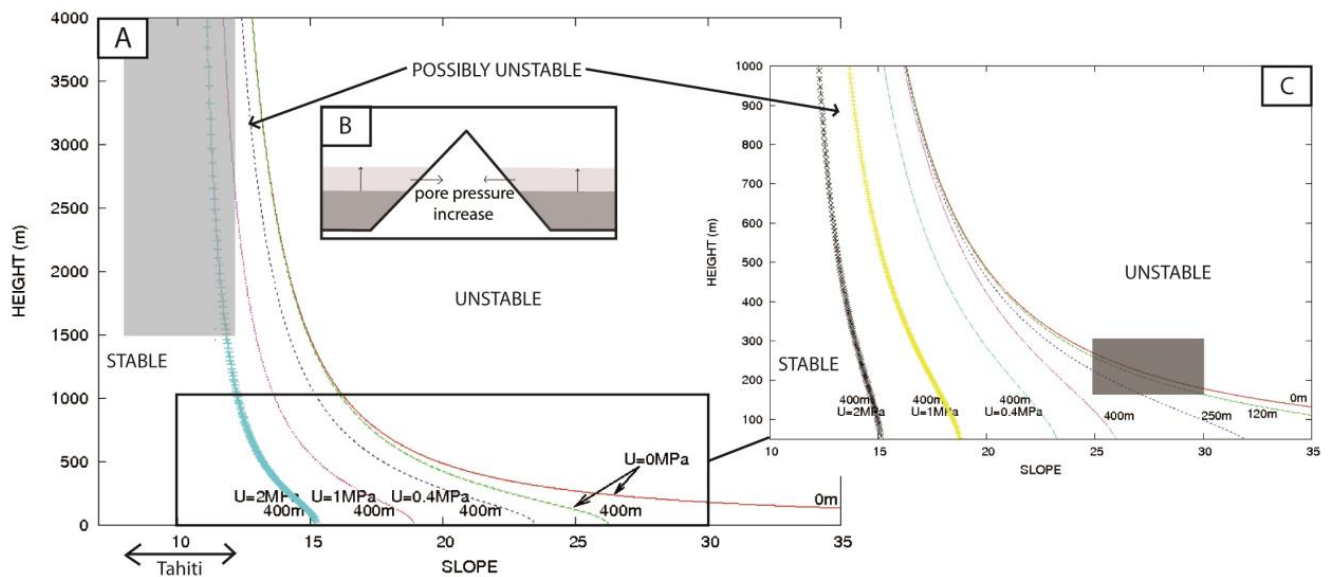 A
4000
3500
3000
2500
2000
1500
1000
500
0
HEIGHT (m)
POSSIBLY UNSTABLE
B
pore pressure
increase
UNSTABLE
STABLE
U=0MPa
U=2MPa U=1MPa U=0.4MPa
400m 400m 400m 400m
0m
10 15 20 25 30 35
SLOPE
Tahiti
C
1000
900
800
700
600
500
400
300
200
100
HEIGHT (m)
UNSTABLE
STABLE
400m 400m 400m
U=2MPa U=1MPa U=0.4MPa
400m 250m 120m 0m
10 15 20 25 30 35
SLOPE